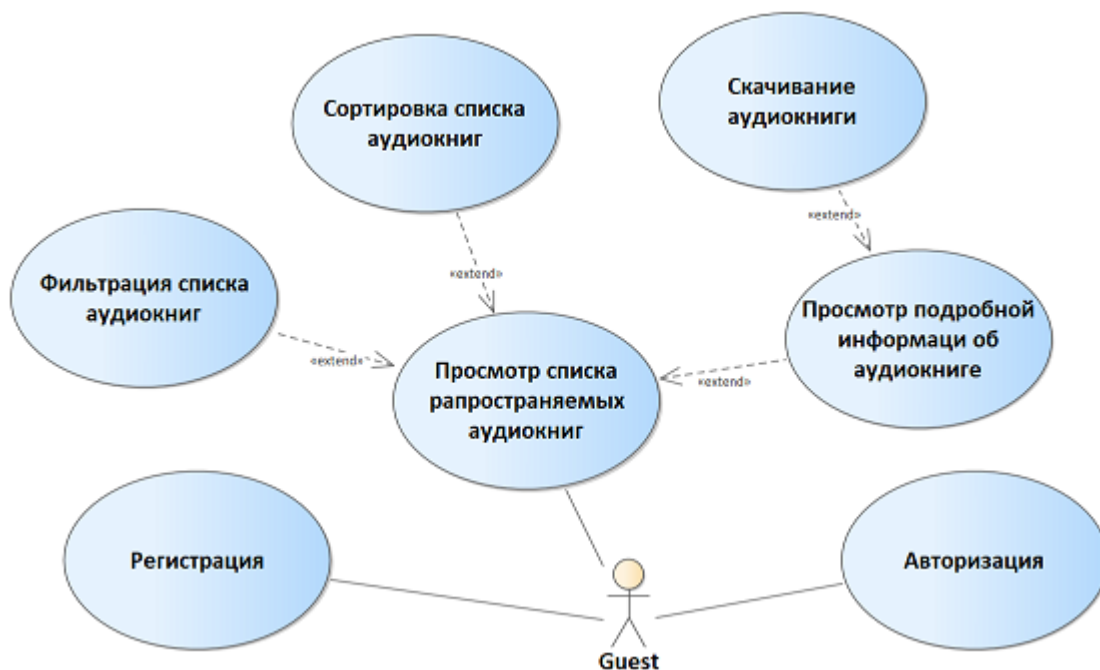 Сортировка списка
аудиокниг
Скачивание
аудиокниги
«extend»
«extend»
Фильтрация списка
аудиокниг
Просмотр подробной
информаци об
аудиокниге
«extend»
«extend»
Просмотр списка
рапространяемых
аудиокниг
Регистрация
Авторизация
Guest